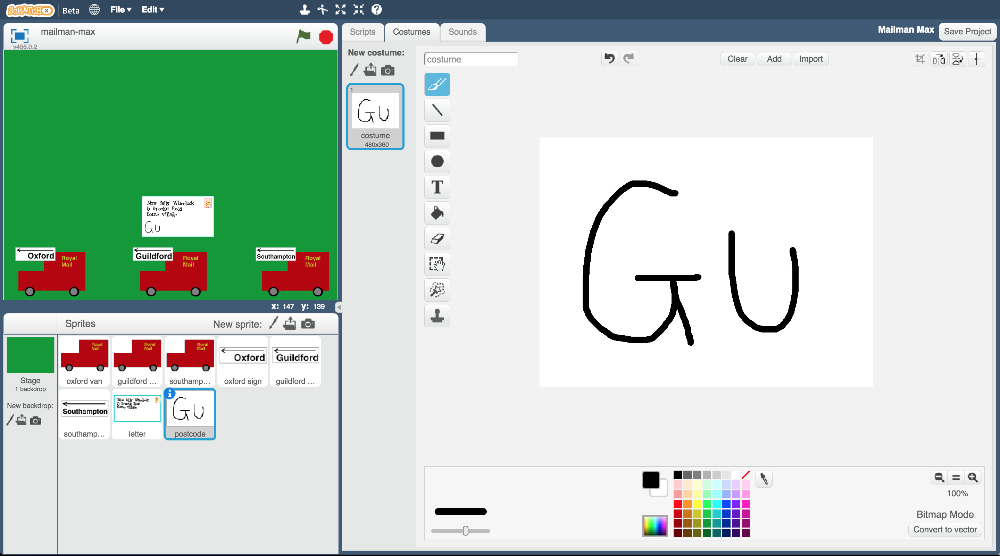 SCRATCH X Beta File Edit
mailman-max
v456.0.2
Scripts Costumes Sounds
Mailman Max Save Project
New costume:
costume
Clear Add Import
1
GU
costume
480x360
T
GU
Mrs Sally Wheelock
5 Brooks Road
Some village
GU
Oxford
Royal
Mail
Guildford
Royal
Mail
Southampton
Royal
Mail
x: 147 y: 139
Sprites New sprite:
Stage
1 backdrop
New backdrop:
Royal
Mail
oxford van
Royal
Mail
guildford ...
Royal
Mail
southamp...
Oxford
oxford sign
Guildford
guildford ...
Southampton
southamp...
Mrs Sally Wheelock
5 Brooks Road
Some village
letter
GU
postcode
100%
Bitmap Mode
Convert to vector